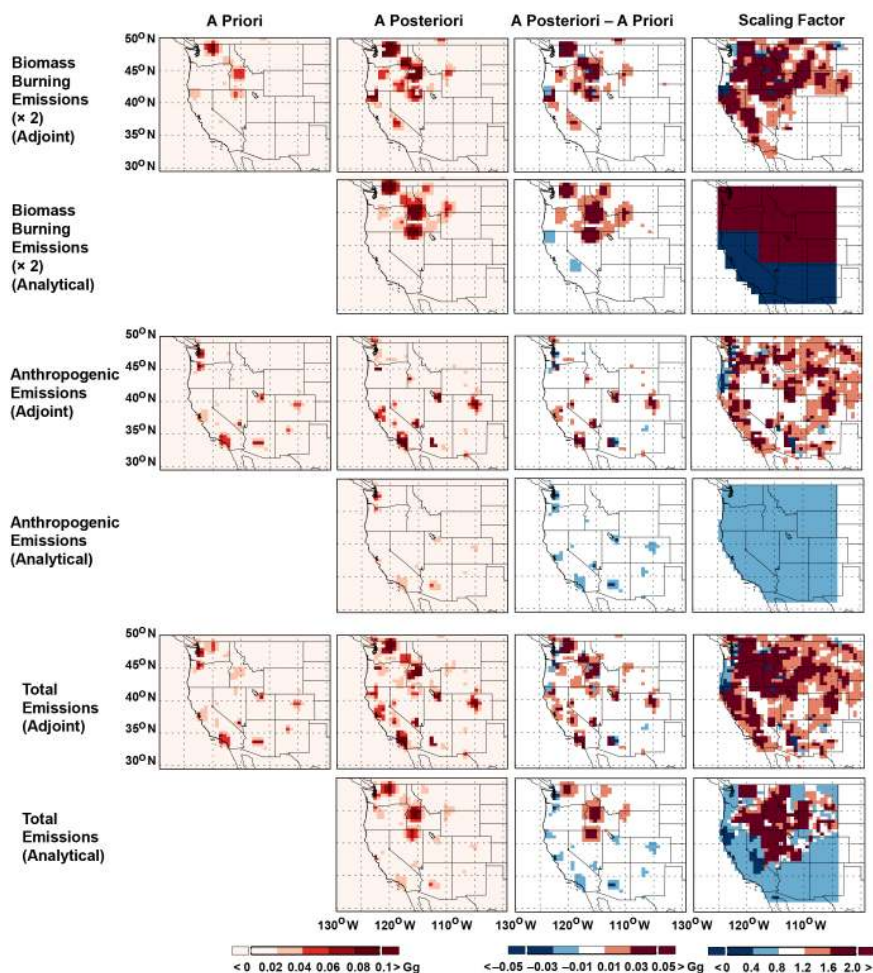 A Priori A Posteriori A Posteriori – A Priori Scaling Factor
50° N
45° N
40° N
35° N
30° N
Biomass
Burning
Emissions
(× 2)
(Adjoint)
Biomass
Burning
Emissions
(× 2)
(Analytical)
50° N
45° N
40° N
35° N
30° N
Anthropogenic
Emissions
(Adjoint)
Anthropogenic
Emissions
(Analytical)
50° N
45° N
40° N
35° N
30° N
Total
Emissions
(Adjoint)
Total
Emissions
(Analytical)
130° W 120° W 110° W 130° W 120° W 110° W 120° W 110° W
< 0 0.02 0.04 0.06 0.08 0.1> Gg
<−0.05 −0.03 −0.01 0.01 0.03 0.05> Gg
<0 0.4 0.8 1.2 1.6 2.0 >